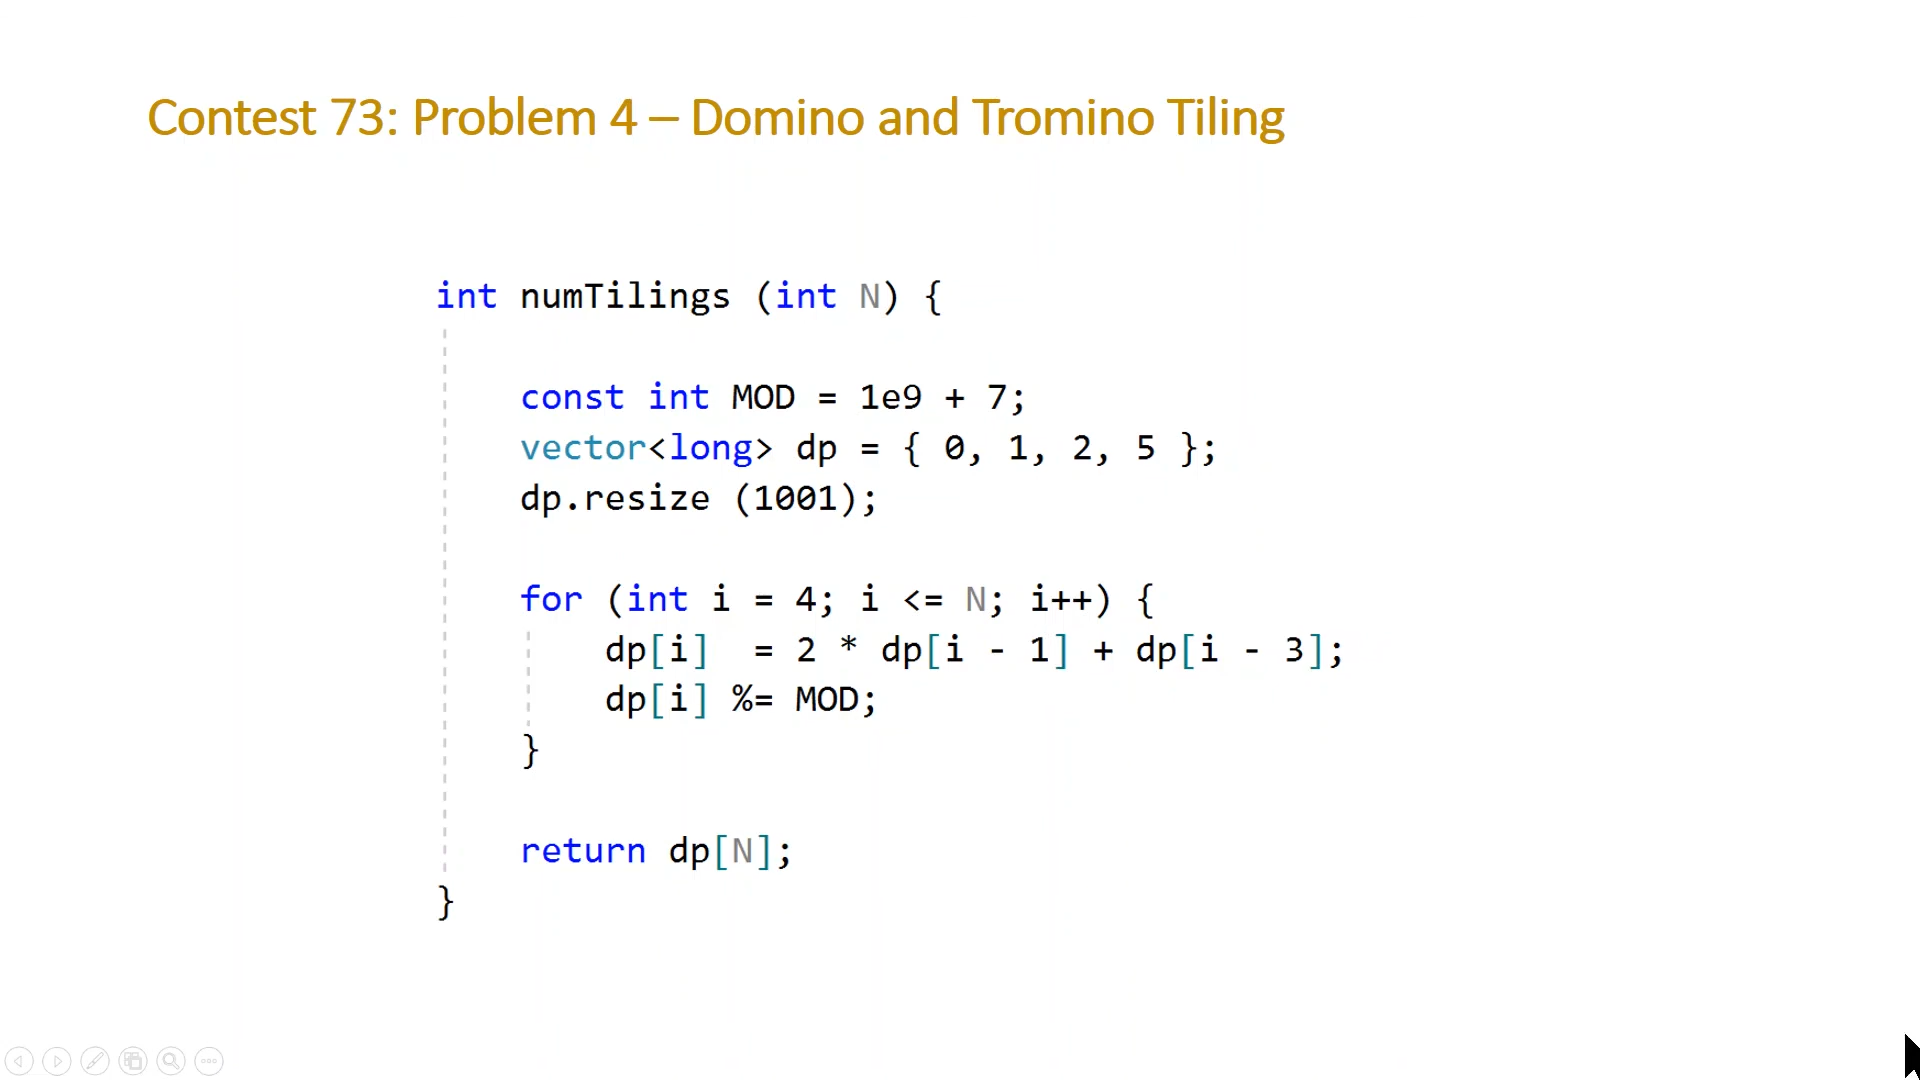 Contest 73: Problem 4 – Domino and Tromino Tiling
int numTilings (int N) {
const int MOD = 1e9 + 7;
vector<long> dp = { 0, 1, 2, 5 };
dp.resize (1001);
for (int i = 4; i <= N; i++) {
dp[i]  = 2 * dp[i - 1] + dp[i - 3];
dp[i] %= MOD;
}
return dp[N];
}